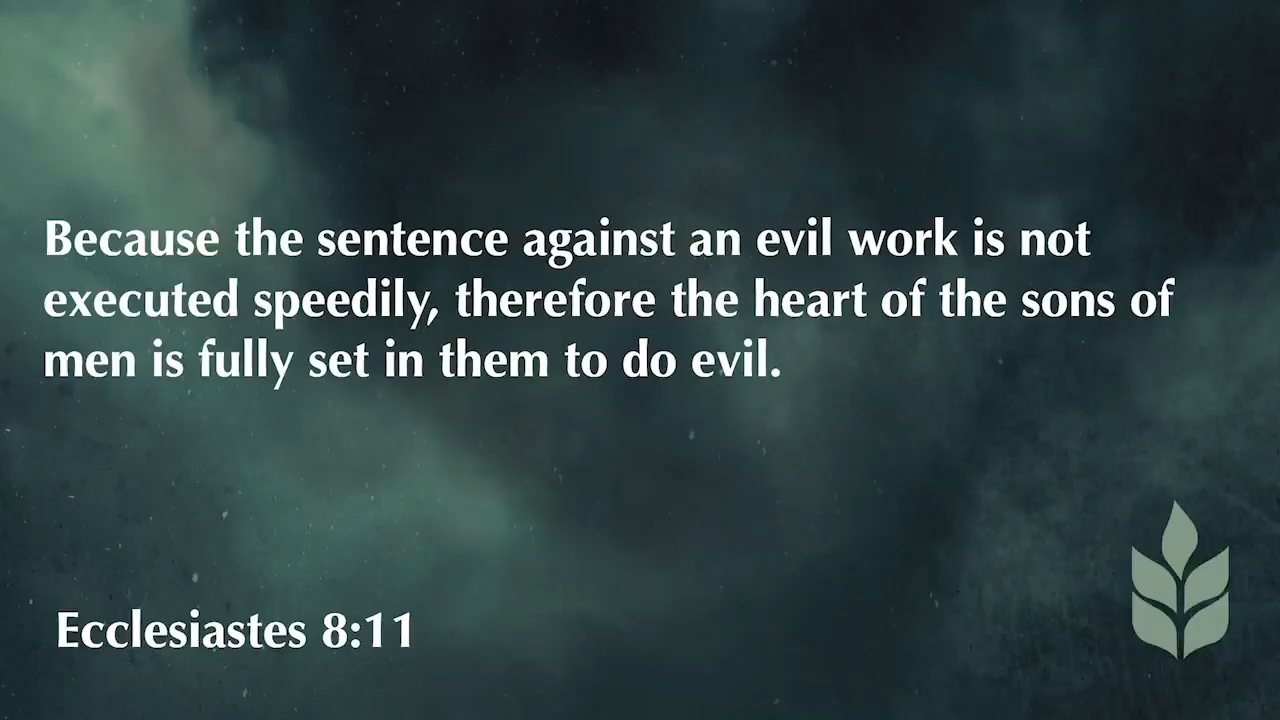 Because the sentence against an evil work is not
executed speedily, therefore the heart of the sons of
men is fully set in them to do evil.
Ecclesiastes 8:11